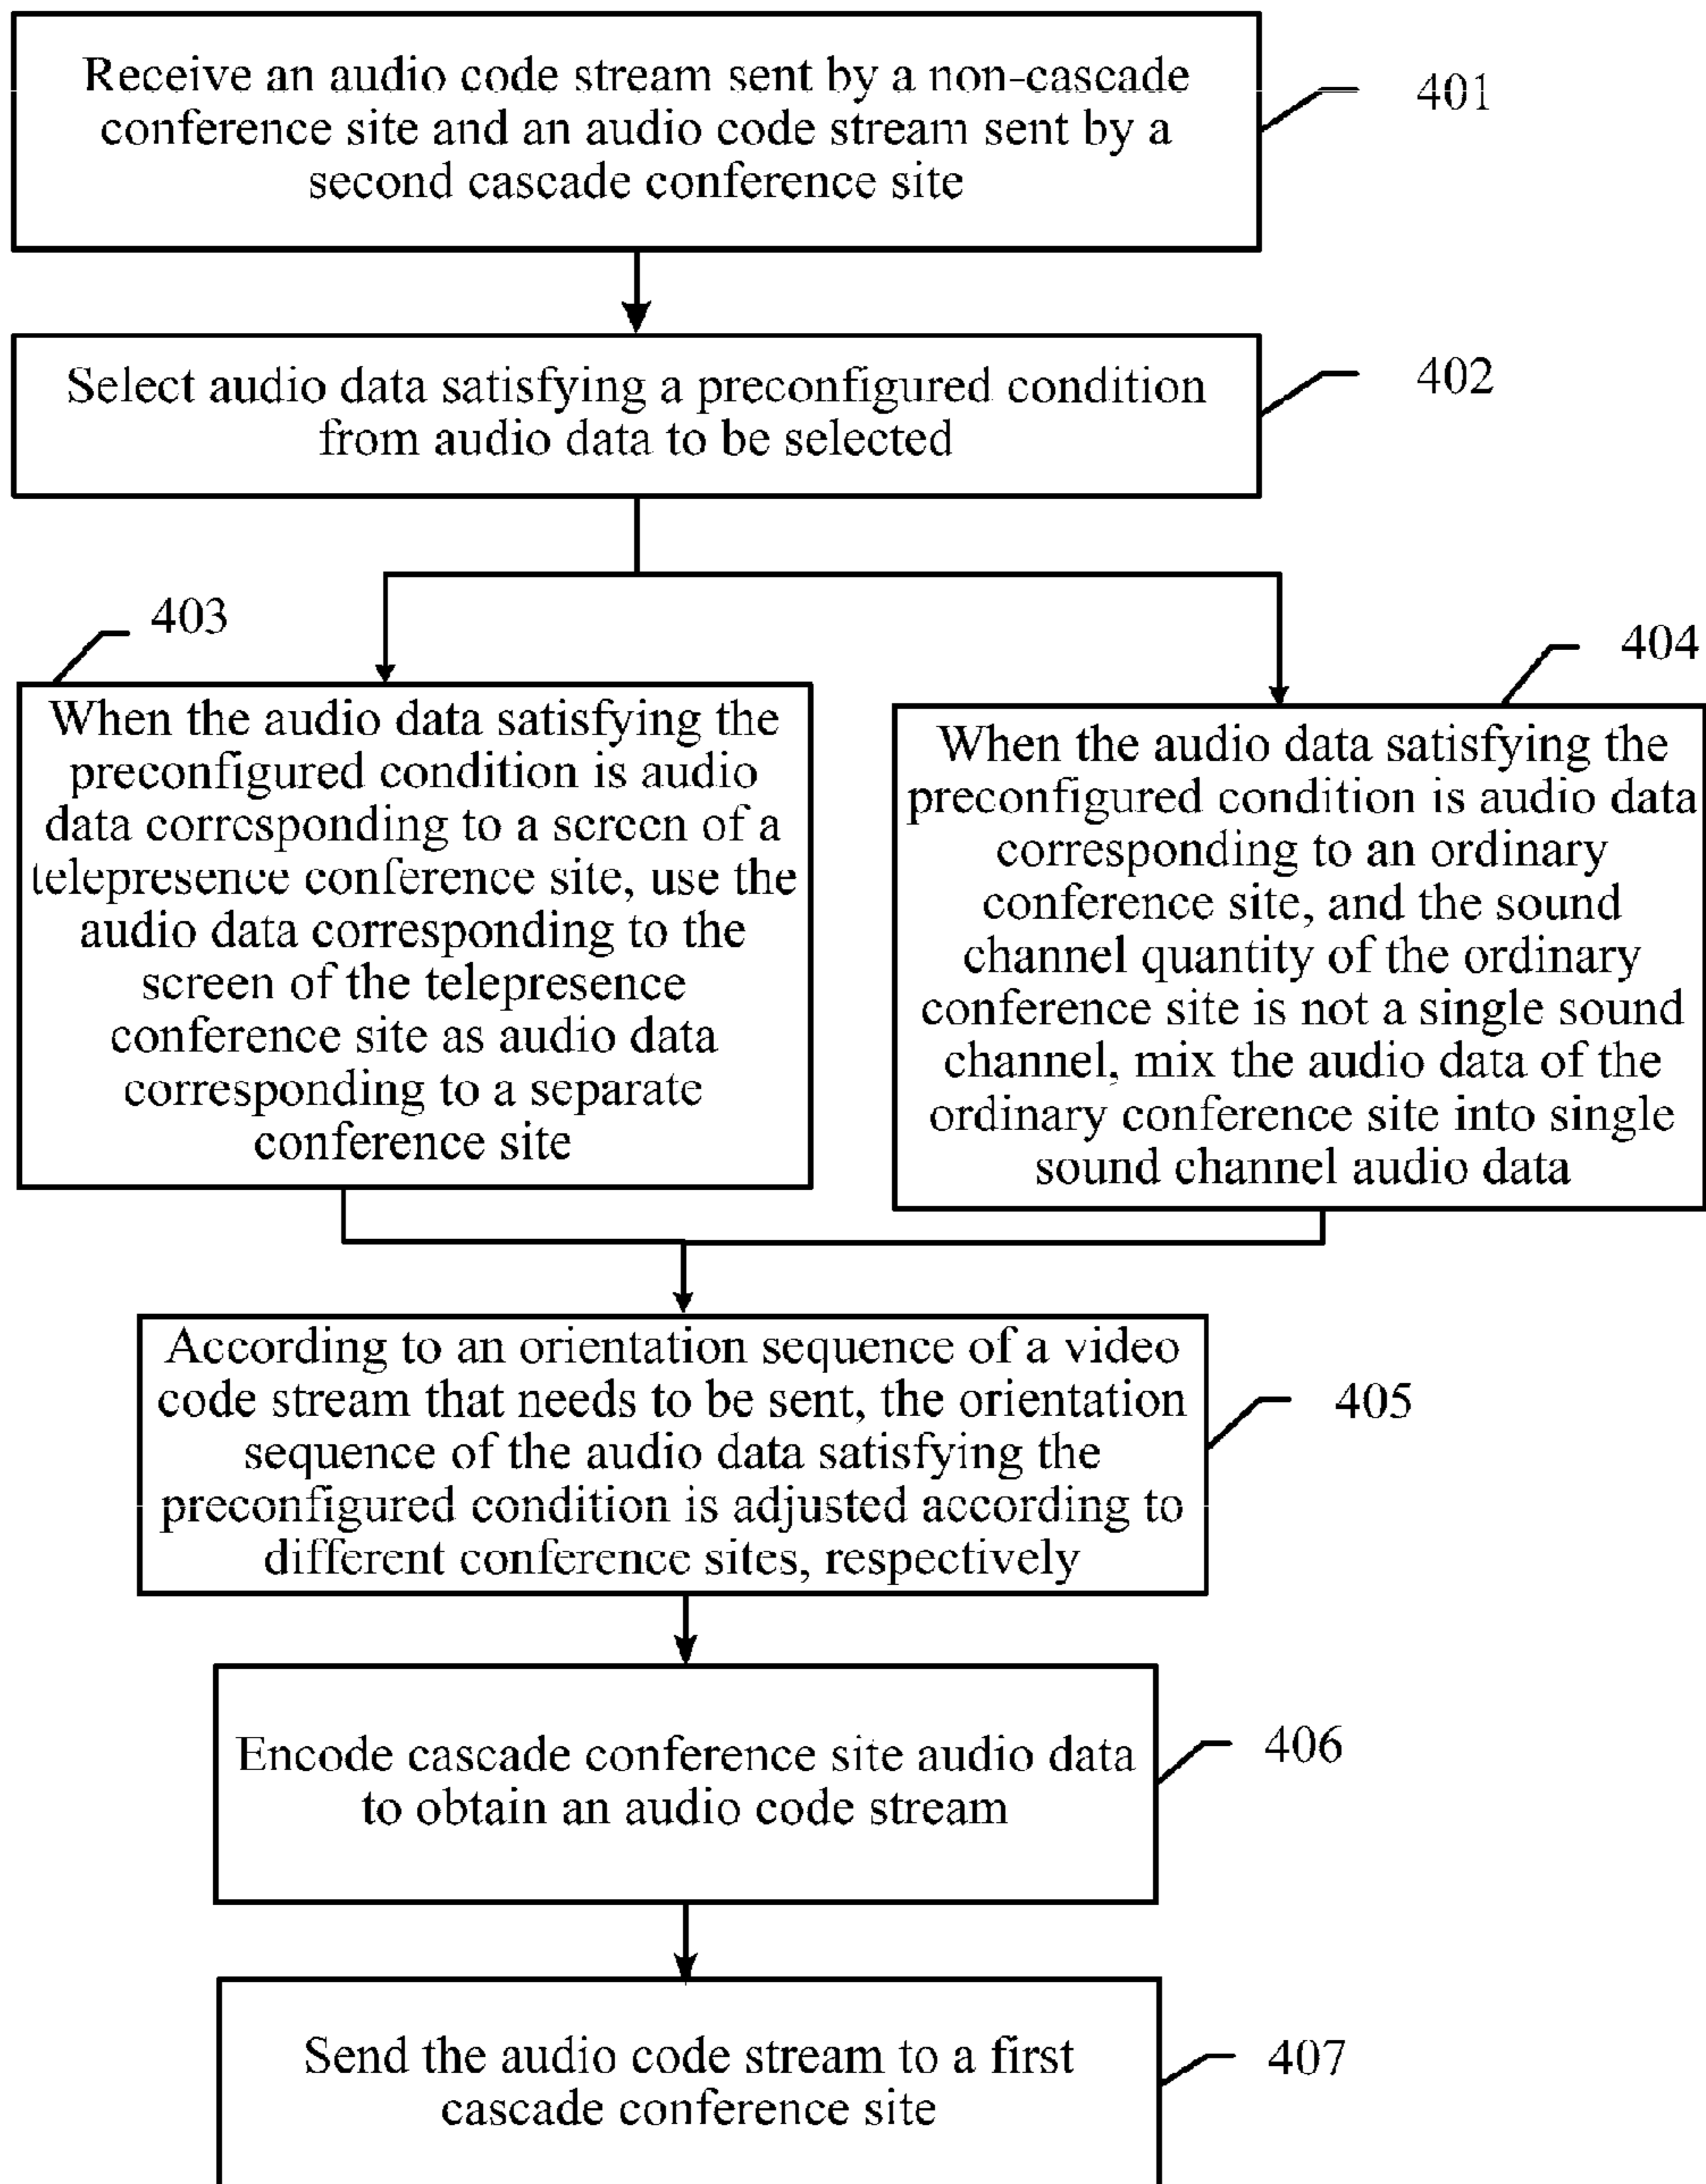 Receive an audio code stream sent by a non-cascade
conference site and an audio code stream sent by a
second cascade conference site
401
Select audio data satisfying a preconfigured condition
from audio data to be selected
402
403
When the audio data satisfying the
preconfigured condition is audio
data corresponding to a screen of a
telepresence conference site, use the
audio data corresponding to the
screen of the telepresence
conference site as audio data
corresponding to a separate
conference site
404
When the audio data satisfying the
preconfigured condition is audio data
corresponding to an ordinary
conference site, and the sound
channel quantity of the ordinary
conference site is not a single sound
channel, mix the audio data of the
ordinary conference site into single
sound channel audio data
According to an orientation sequence of a video
code stream that needs to be sent, the orientation
sequence of the audio data satisfying the
preconfigured condition is adjusted according to
different conference sites, respectively
405
Encode cascade conference site audio data
to obtain an audio code stream
406
Send the audio code stream to a first
cascade conference site
407